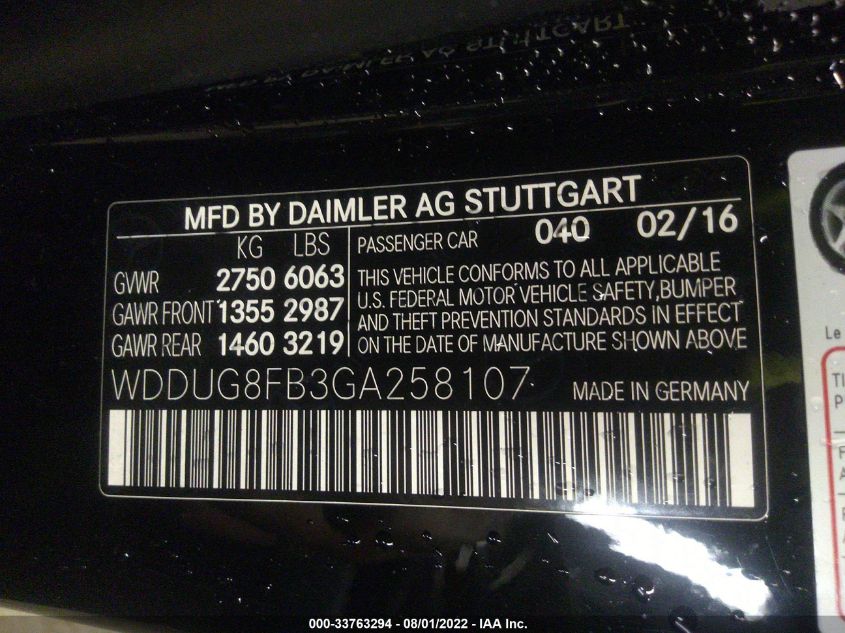 MFD BY DAIMLER AG STUTTGART
KG LBS
GVWR 2750 6063
GAWR FRONT 1355 2987
GAWR REAR 1460 3219
PASSENGER CAR 040 02/16
THIS VEHICLE CONFORMS TO ALL APPLICABLE
U.S. FEDERAL MOTOR VEHICLE SAFETY,BUMPER
AND THEFT PREVENTION STANDARDS IN EFFECT
ON THE DATE OF MANUFACTURE SHOWN ABOVE
WDDUG8FB3GA258107 MADE IN GERMANY
Le
000-33763294 - 08/01/2022 - IAA Inc.